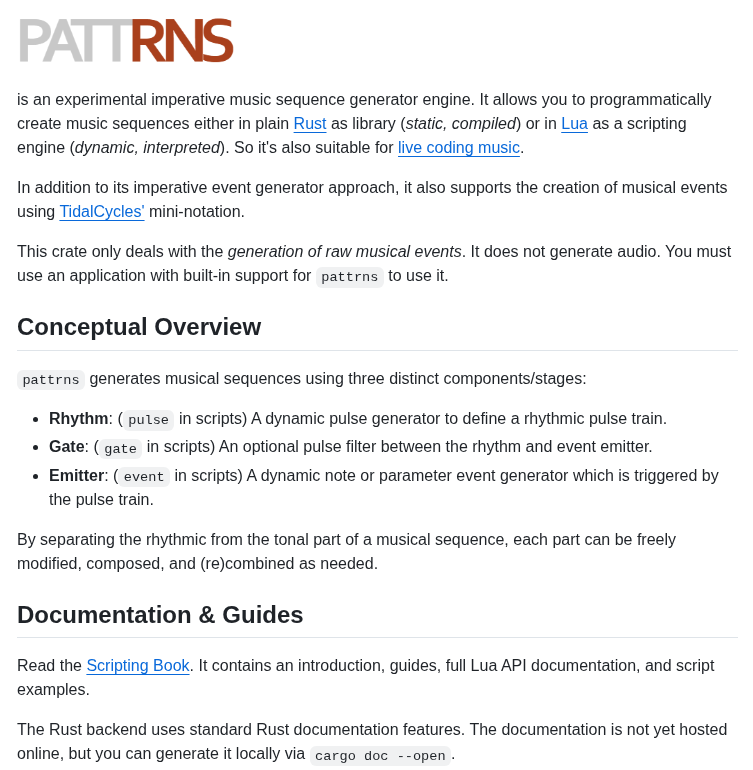 PATTRNS
is an experimental imperative music sequence generator engine. It allows you to programmatically
create music sequences either in plain Rust as library (static, compiled) or in Lua as a scripting
engine (dynamic, interpreted). So it's also suitable for live coding music.
In addition to its imperative event generator approach, it also supports the creation of musical events
using TidalCycles' mini-notation.
This crate only deals with the generation of raw musical events. It does not generate audio. You must
use an application with built-in support for pattrns to use it.
Conceptual Overview
pattrns generates musical sequences using three distinct components/stages:
• Rhythm: (pulse in scripts) A dynamic pulse generator to define a rhythmic pulse train.
• Gate: (gate in scripts) An optional pulse filter between the rhythm and event emitter.
• Emitter: (event in scripts) A dynamic note or parameter event generator which is triggered by
the pulse train.
By separating the rhythmic from the tonal part of a musical sequence, each part can be freely
modified, composed, and (re)combined as needed.
Documentation & Guides
Read the Scripting Book. It contains an introduction, guides, full Lua API documentation, and script
examples.
The Rust backend uses standard Rust documentation features. The documentation is not yet hosted
online, but you can generate it locally via cargo doc --open.